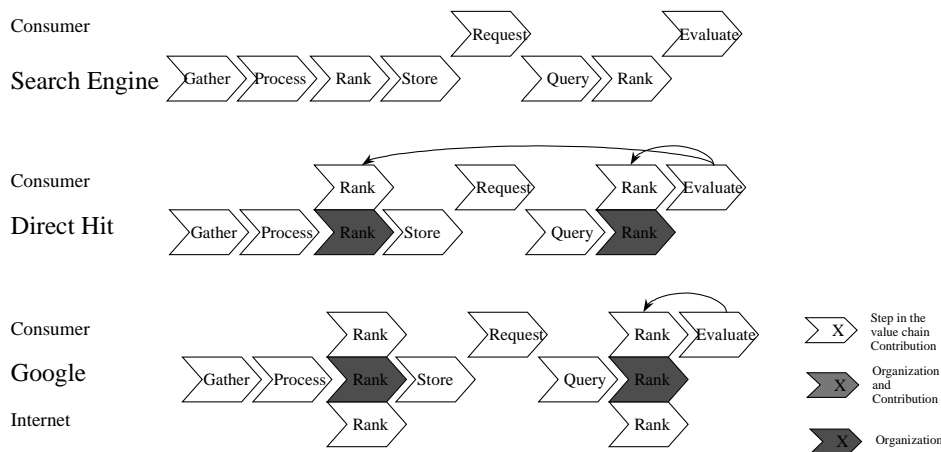 Consumer
Request
Evaluate
Search Engine
Gather Process Rank Store Query Rank
Consumer
Rank Request Rank Evaluate
Direct Hit
Gather Process Rank Store Query Rank
Consumer
Rank Request Rank Evaluate
Google
Gather Process Rank Store Query Rank
Internet
Rank Rank
X
Step in the
value chain
Contribution
X
Organization
and
Contribution
X
Organization